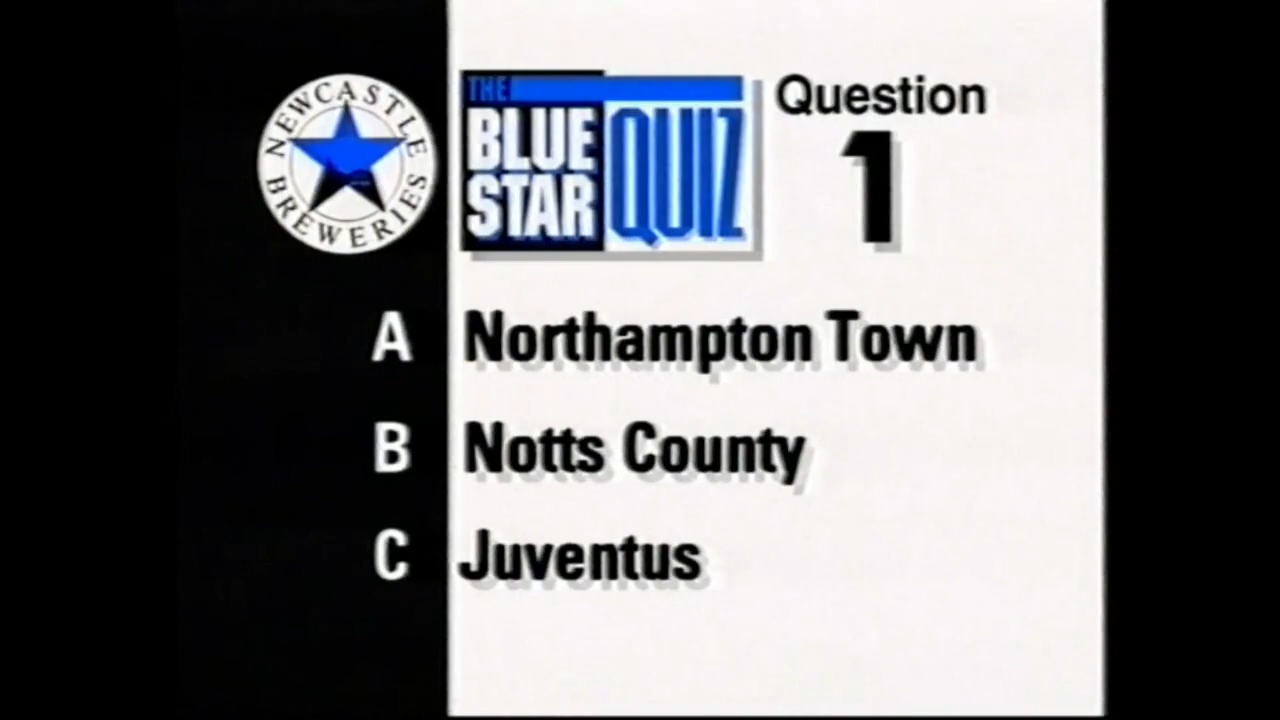 NEWCASTLE BREWERIES
THE
BLUE
STAR
QUIZ
Question
1
A Northampton Town
B Notts County
C Juventus